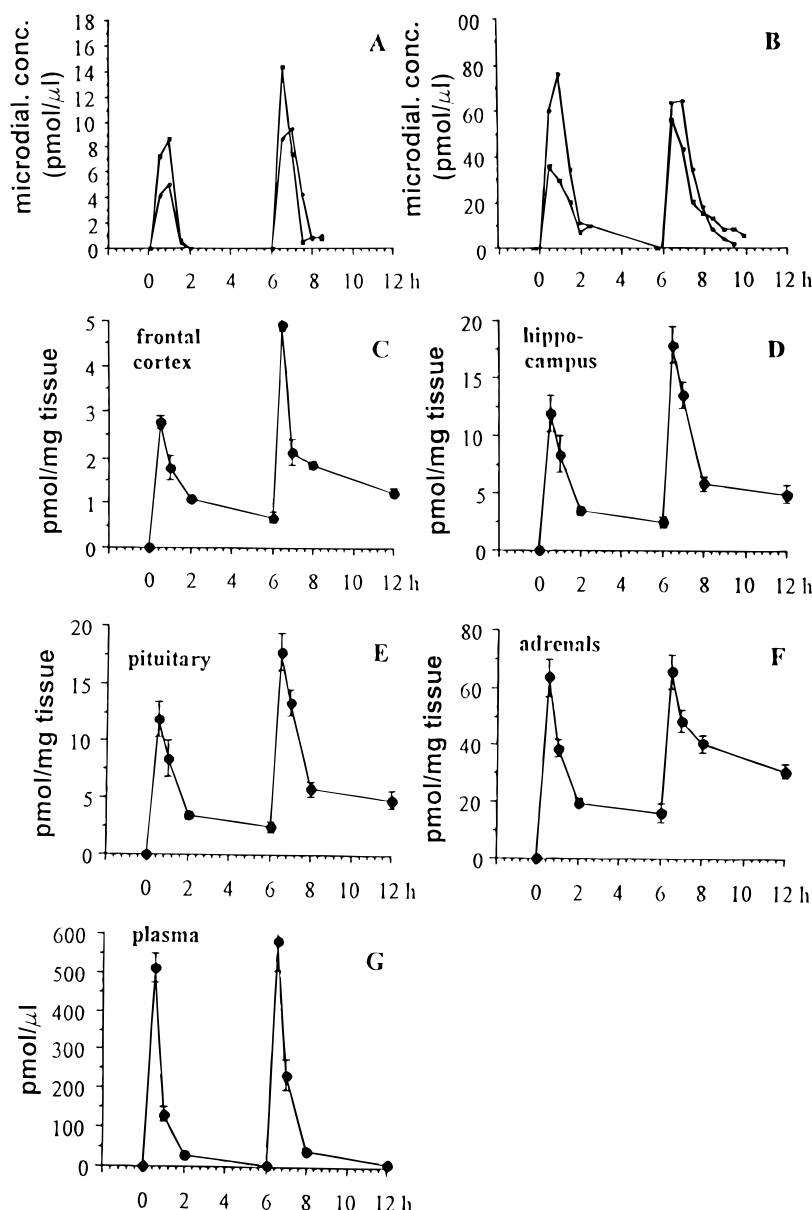 A
microdial. conc.
(pmol/μl)
18
16
14
12
10
8
6
4
2
0
0 2 4 6 8 10 12 h
B
microdial. conc.
(pmol/μl)
00
80
60
40
20
0
0 2 4 6 8 10 12 h
frontal
cortex
C
pmol/mg tissue
5
4
3
2
1
0
0 2 4 6 8 10 12 h
hippo-
campus
D
pmol/mg tissue
20
15
10
5
0
0 2 4 6 8 10 12 h
pituitary
E
pmol/mg tissue
20
15
10
5
0
0 2 4 6 8 10 12 h
adrenals
F
pmol/mg tissue
80
60
40
20
0
0 2 4 6 8 10 12 h
plasma
G
pmol/μl
600
500
400
300
200
100
0
0 2 4 6 8 10 12 h